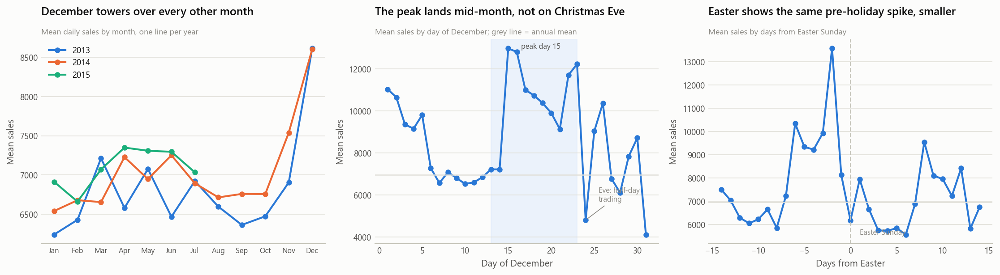 December towers over every other month
Mean daily sales by month, one line per year
2013
2014
2015
8500
8000
7500
7000
6500
Mean sales
Jan Feb Mar Apr May Jun Jul Aug Sep Oct Nov Dec
The peak lands mid-month, not on Christmas Eve
Mean sales by day of December; grey line = annual mean
peak day 15
12000
10000
8000
6000
4000
Mean sales
Eve: half-day
trading
0 5 10 15 20 25 30
Day of December
Easter shows the same pre-holiday spike, smaller
Mean sales by days from Easter Sunday
13000
12000
11000
10000
9000
8000
7000
6000
Mean sales
Easter Sunday
−15 −10 −5 0 5 10 15
Days from Easter